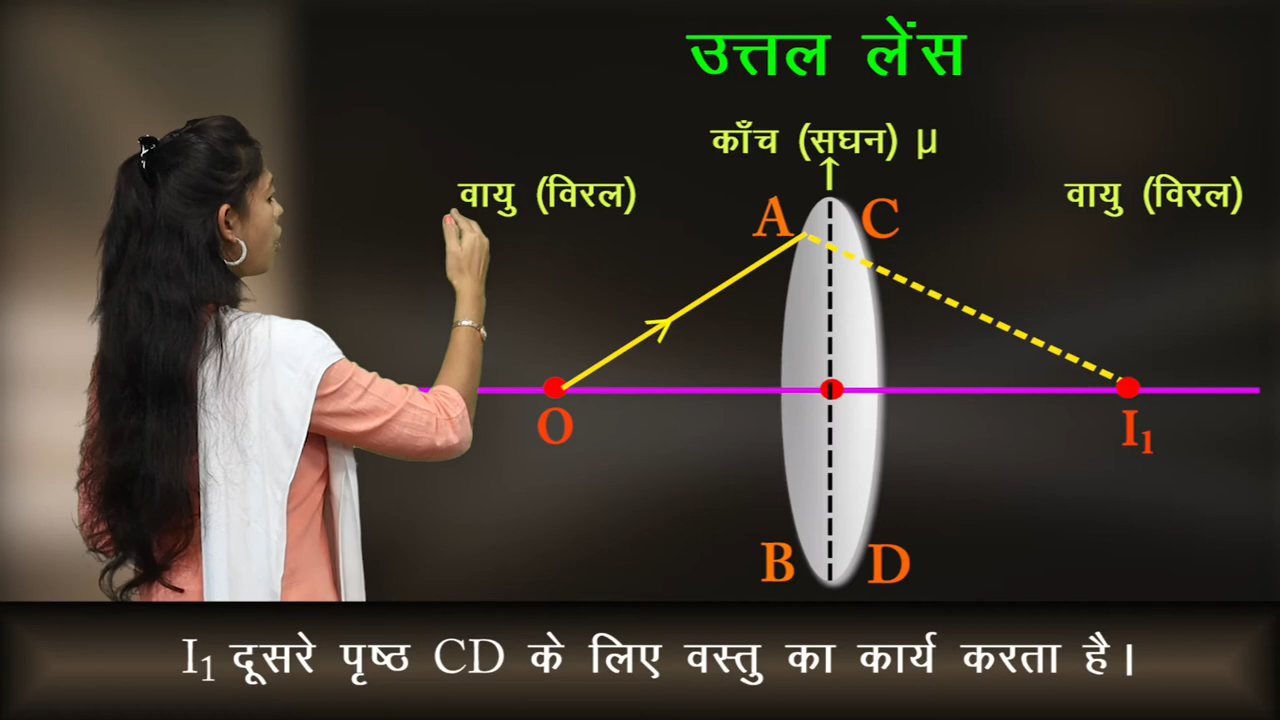 उत्तल लेंस
काँच (सघन) μ
वायु (विरल)
वायु (विरल)
A
C
O
I₁
B
D
I₁ दूसरे पृष्ठ CD के लिए वस्तु का कार्य करता है।